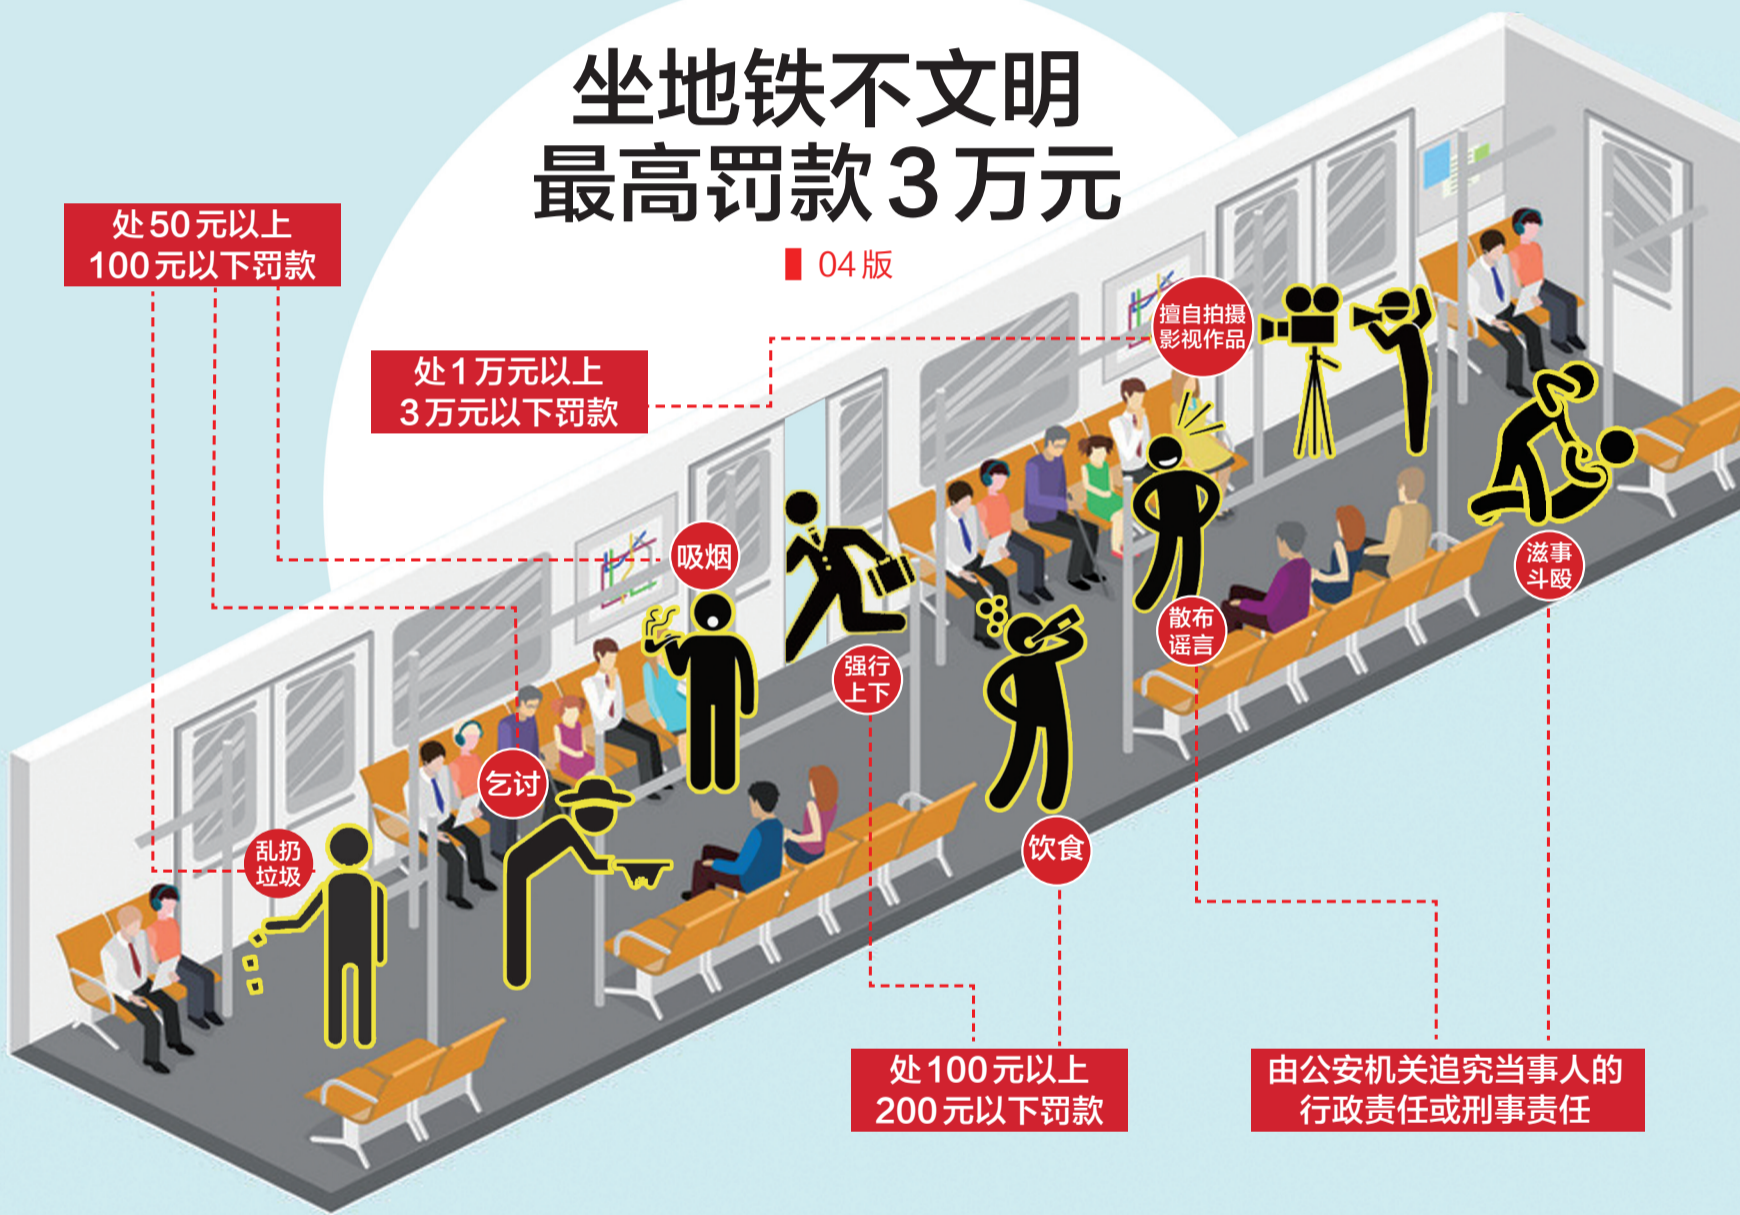 坐地铁不文明
最高罚款3万元
04版
处50元以上
100元以下罚款
处1万元以上
3万元以下罚款
擅自拍摄
影视作品
吸烟
滋事
斗殴
散布
谣言
强行
上下
乞讨
饮食
乱扔
垃圾
处100元以上
200元以下罚款
由公安机关追究当事人的
行政责任或刑事责任